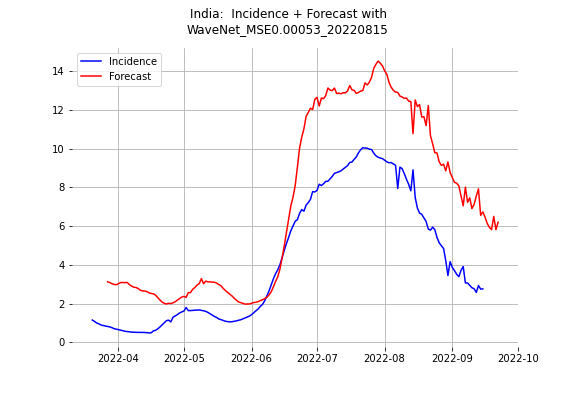 India:  Incidence + Forecast with
WaveNet_MSE0.00053_20220815
Incidence
Forecast
14
12
10
8
6
4
2
0
2022-04 2022-05 2022-06 2022-07 2022-08 2022-09 2022-10